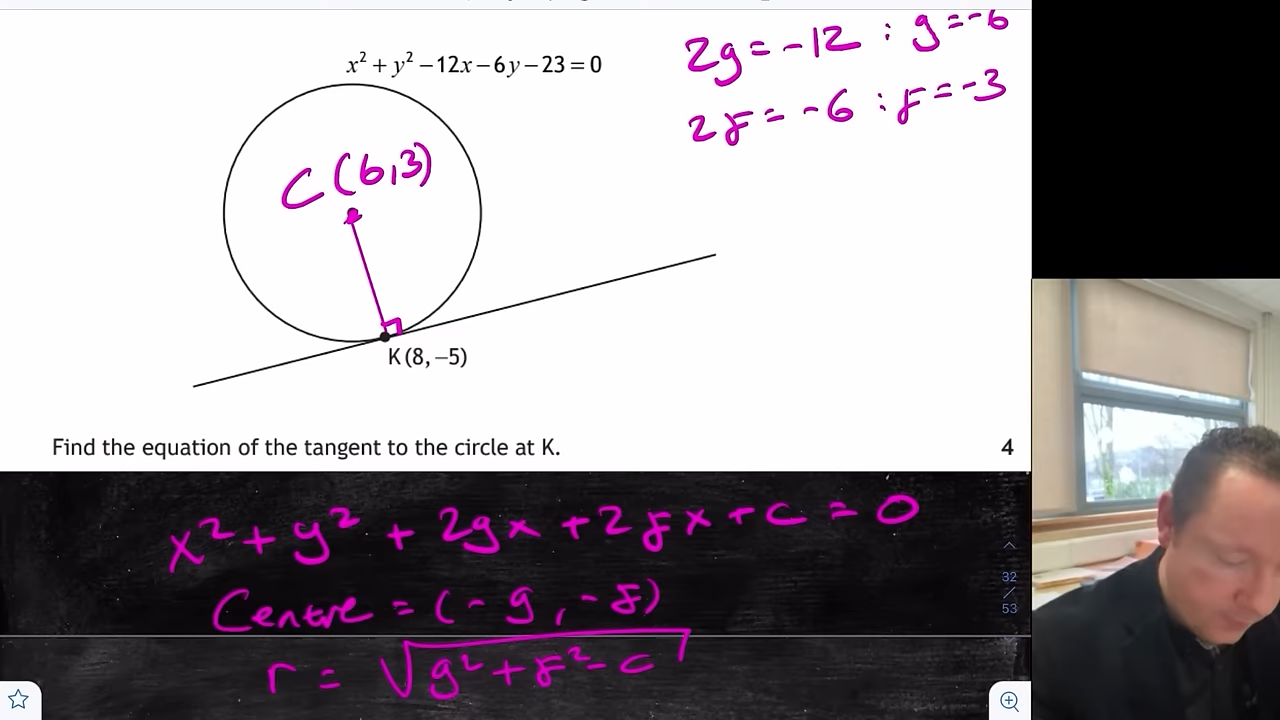 x² + y² − 12x − 6y − 23 = 0
2g = -12 : g = -6
2f = -6 : f = -3
C (6,3)
K (8, −5)
Find the equation of the tangent to the circle at K.
4
x² + y² + 2gx + 2fx + c = 0
Centre = (-g, -f)
r = √g² + f² - c
32
53